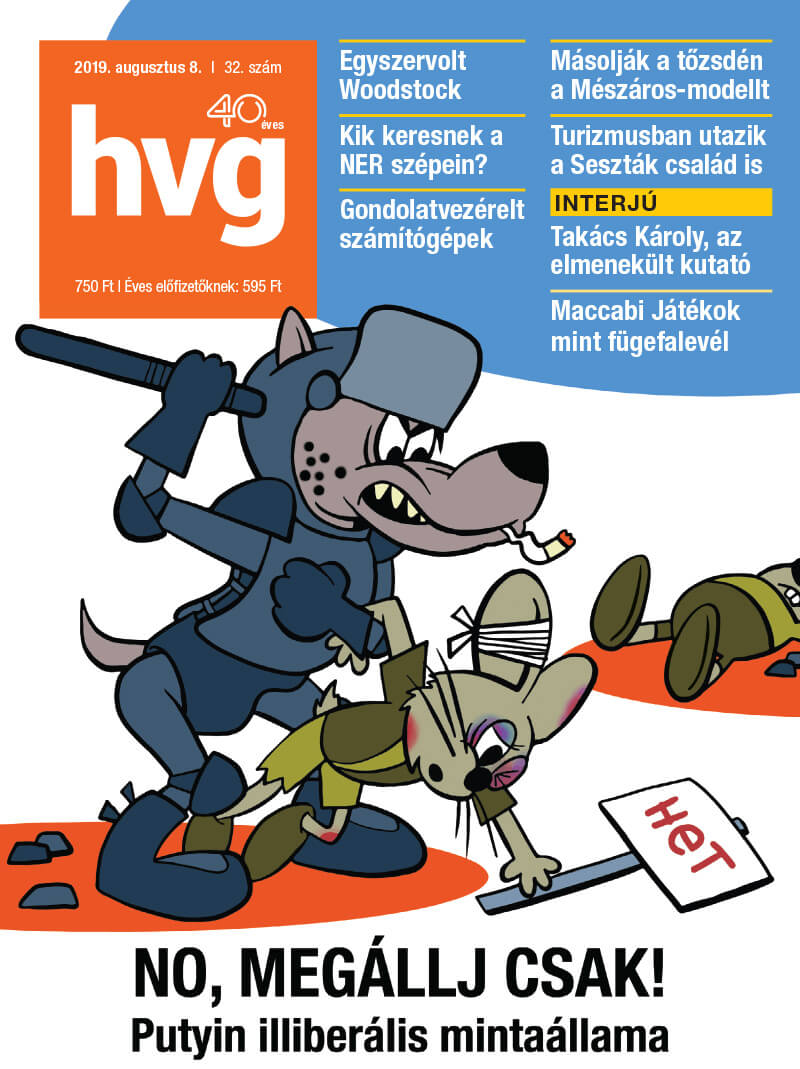 2019. augusztus 8. I 32. szám
40
éves
hvg
750 Ft I Éves előfizetőknek: 595 Ft
Egyszervolt
Woodstock
Kik keresnek a
NER szépein?
Gondolatvezérelt
számítógépek
Másolják a tőzsdén
a Mészáros-modellt
Turizmusban utazik
a Seszták család is
INTERJÚ
Takács Károly, az
elmenekült kutató
Maccabi Játékok
mint fügefalevél
Нет
NO, MEGÁLLJ CSAK!
Putyin illiberális mintaállama